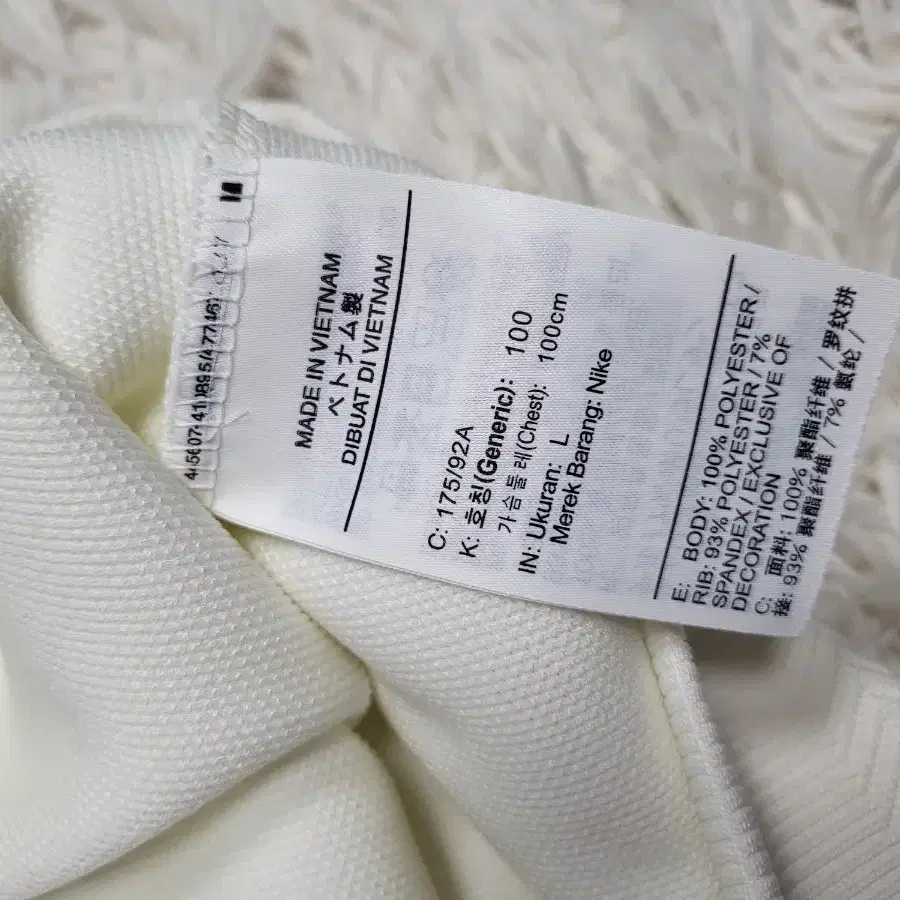 MADE IN VIETNAM
ベトナム製
DIBUAT DI VIETNAM
C: 175/92A
K: 호칭(Generic): 100
가슴둘레(Chest): 100cm
IN: Ukuran: L
Merek Barang: Nike
E: BODY: 100% POLYESTER/
RIB: 93% POLYESTER/7%
SPANDEX/EXCLUSIVE OF
DECORATION
C: 面料: 100% 聚酯纤维/罗纹拼
接: 93% 聚酯纤维/7% 氨纶/